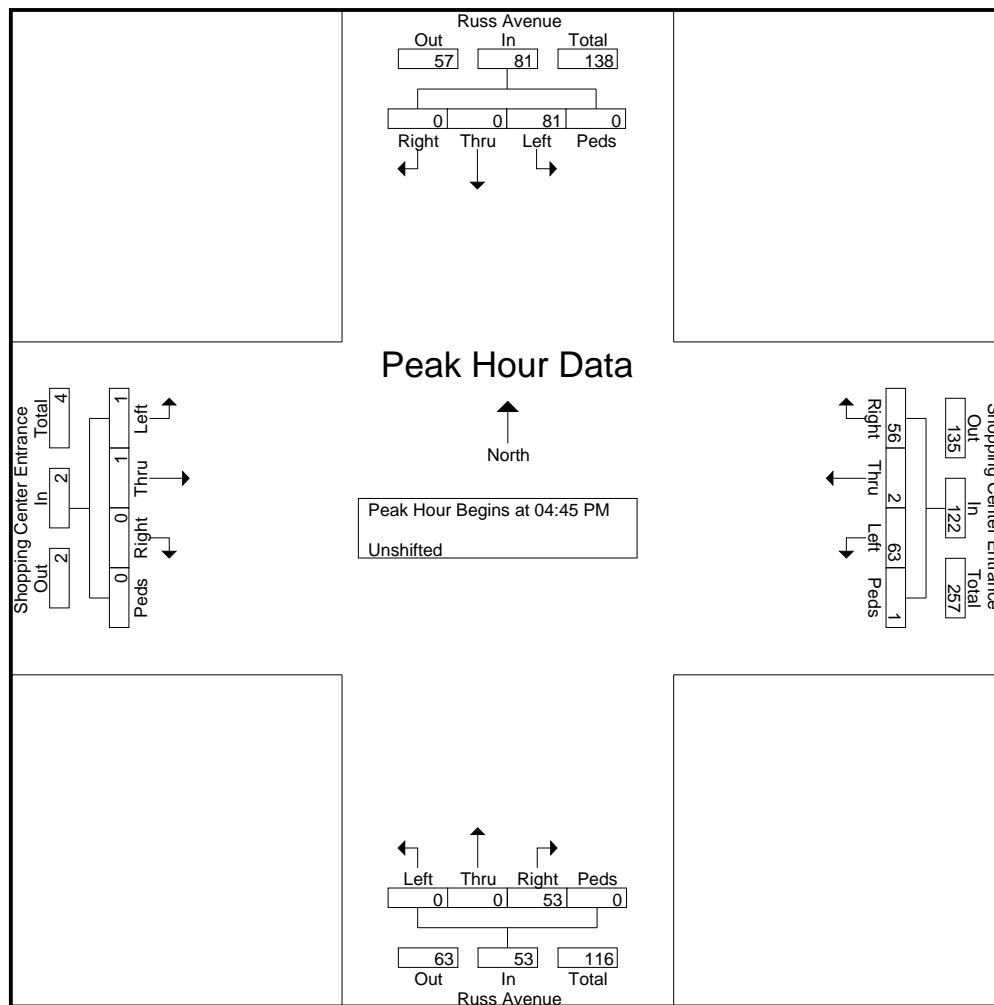 Russ Avenue
Out In Total
57 81 138
0 0 81 0
Right Thru Left Peds
Peak Hour Data
North
Peak Hour Begins at 04:45 PM
Unshifted
Shopping Center Entrance
Out In Total
2 2 4
Left Thru Right Peds
1 1 0 0
Shopping Center Entrance
Out In Total
135 122 257
Right Thru Left Peds
56 2 63 1
Left Thru Right Peds
0 0 53 0
63 53 116
Out In Total
Russ Avenue